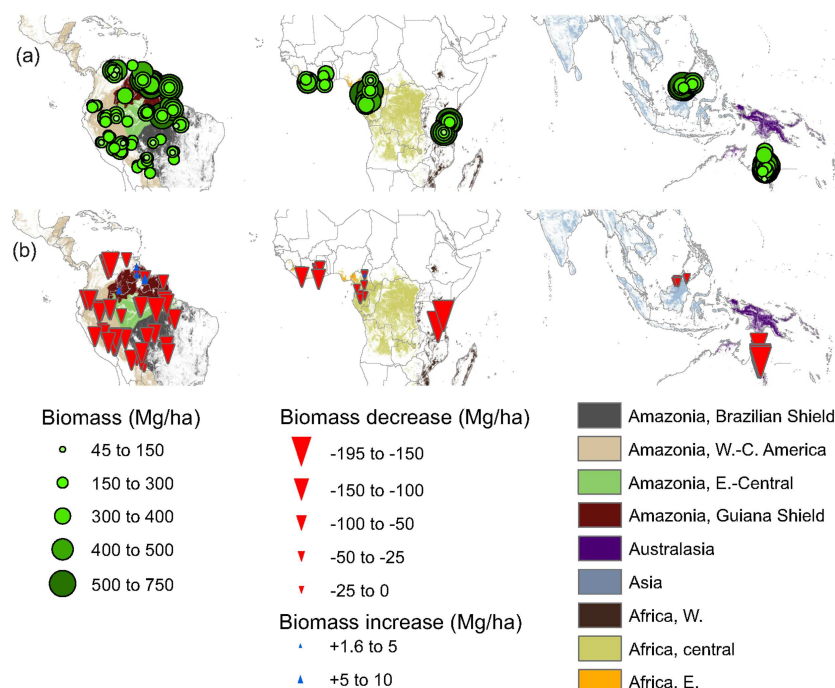 (a)
(b)
Biomass (Mg/ha)
45 to 150
150 to 300
300 to 400
400 to 500
500 to 750
Biomass decrease (Mg/ha)
-195 to -150
-150 to -100
-100 to -50
-50 to -25
-25 to 0
Biomass increase (Mg/ha)
+1.6 to 5
+5 to 10
Amazonia, Brazilian Shield
Amazonia, W.-C. America
Amazonia, E.-Central
Amazonia, Guiana Shield
Australasia
Asia
Africa, W.
Africa, central
Africa, E.